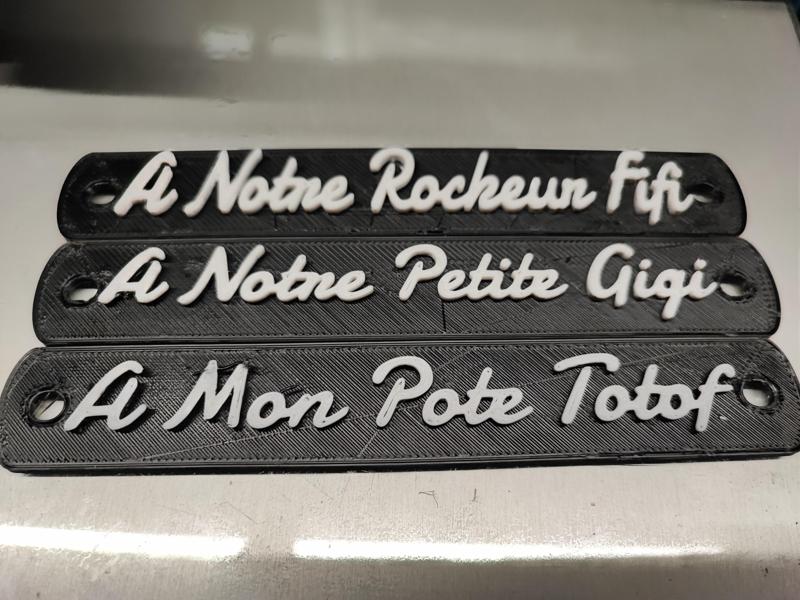 A Notre Rocheur Fifi
A Notre Petite Gigi
A Mon Pote Totof